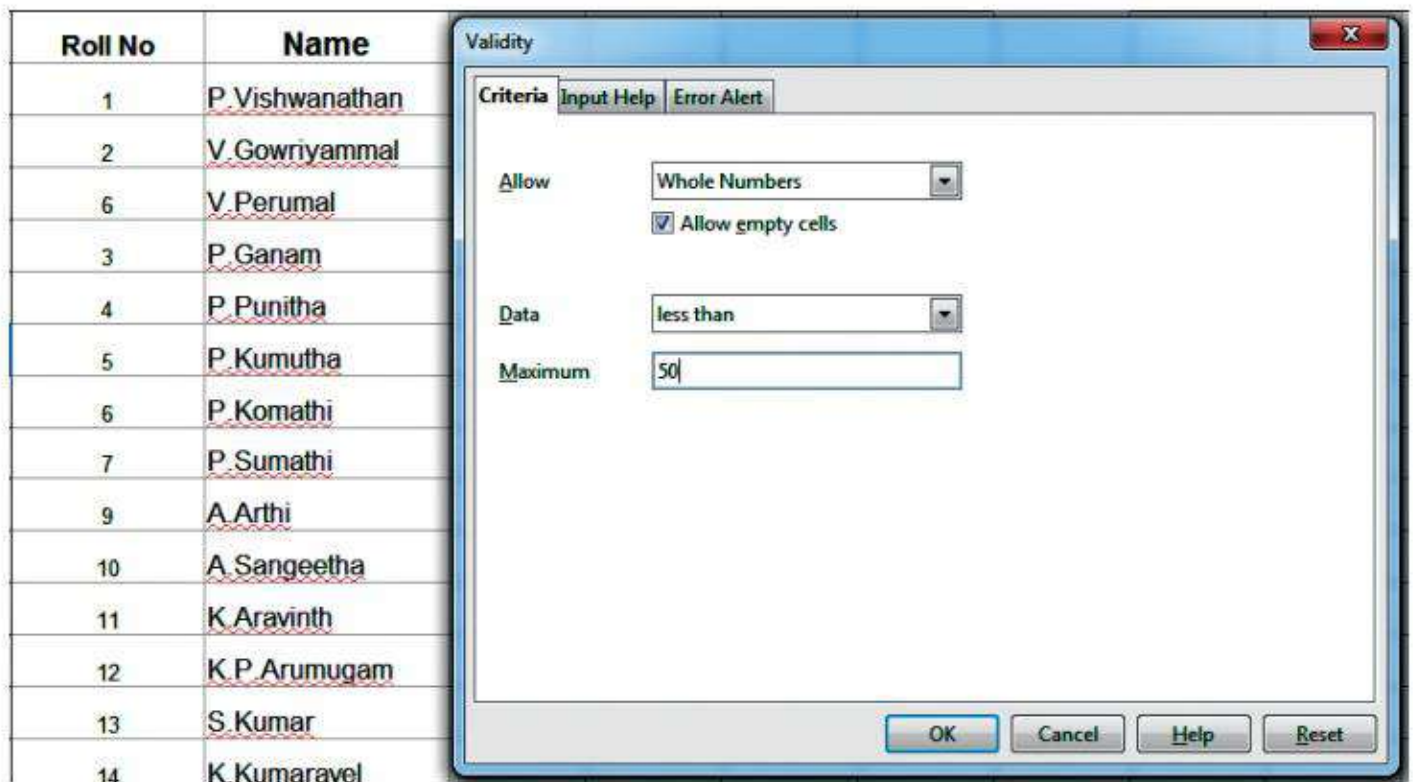 Roll No Name
1 P.Vishwanathan
2 V.Gowriyammal
6 V.Perumal
3 P.Ganam
4 P.Punitha
5 P.Kumutha
6 P.Komathi
7 P.Sumathi
9 A.Arthi
10 A.Sangeetha
11 K.Aravinth
12 K.P.Arumugam
13 S.Kumar
14 K.Kumaravel
Validity
Criteria Input Help Error Alert
Allow Whole Numbers
Allow empty cells
Data less than
Maximum 50
OK Cancel Help Reset